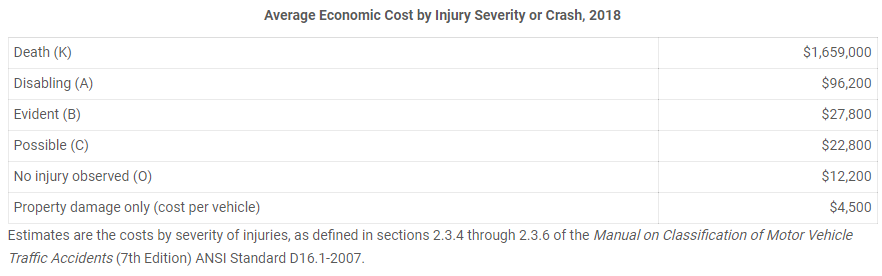 Average Economic Cost by Injury Severity or Crash, 2018
Death (K) $1,659,000
Disabling (A) $96,200
Evident (B) $27,800
Possible (C) $22,800
No injury observed (O) $12,200
Property damage only (cost per vehicle) $4,500
Estimates are the costs by severity of injuries, as defined in sections 2.3.4 through 2.3.6 of the Manual on Classification of Motor Vehicle
Traffic Accidents (7th Edition) ANSI Standard D16.1-2007.